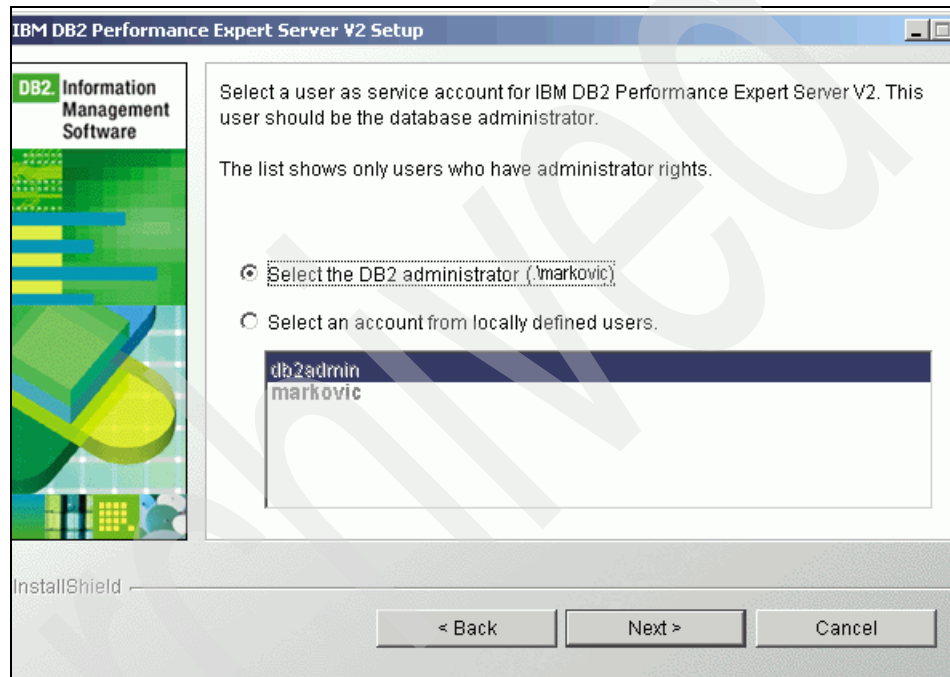 IBM DB2 Performance Expert Server V2 Setup
DB2. Information
Management
Software
Select a user as service account for IBM DB2 Performance Expert Server V2. This
user should be the database administrator.
The list shows only users who have administrator rights.
Select the DB2 administrator (.\markovic)
Select an account from locally defined users.
db2admin
markovic
InstallShield
< Back
Next >
Cancel